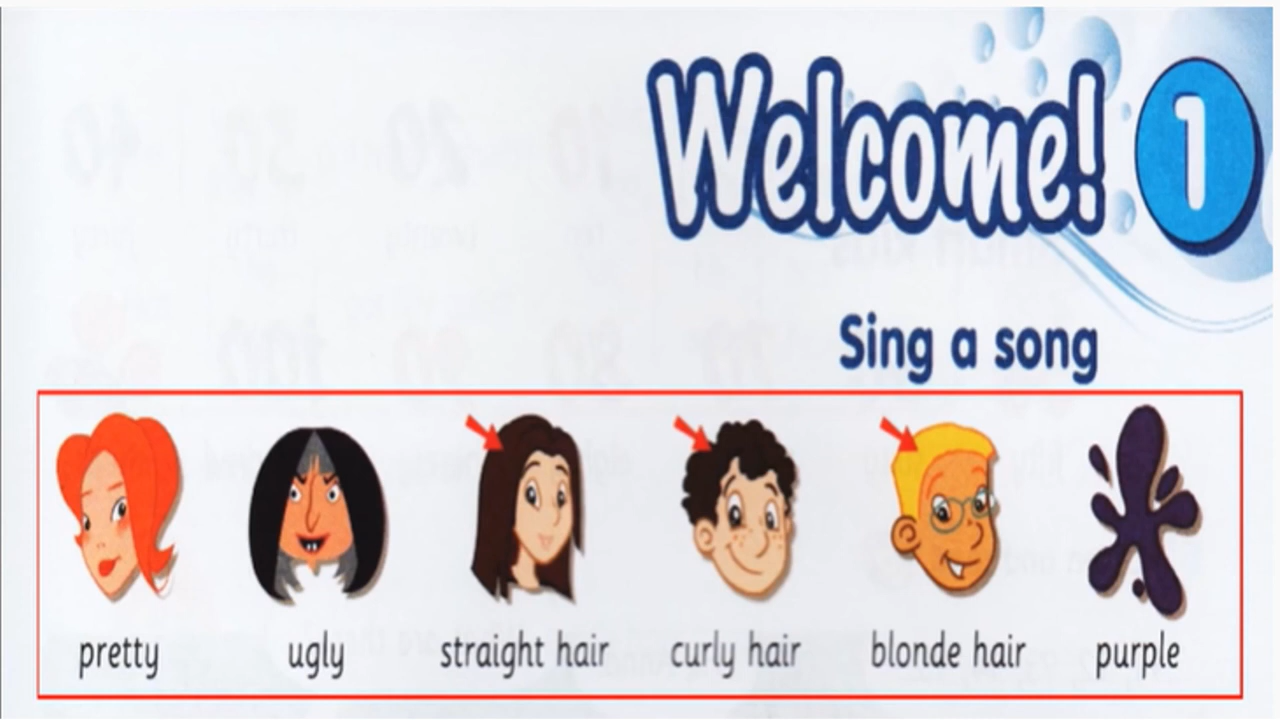 Welcome! 1
Sing a song
pretty ugly straight hair curly hair blonde hair purple